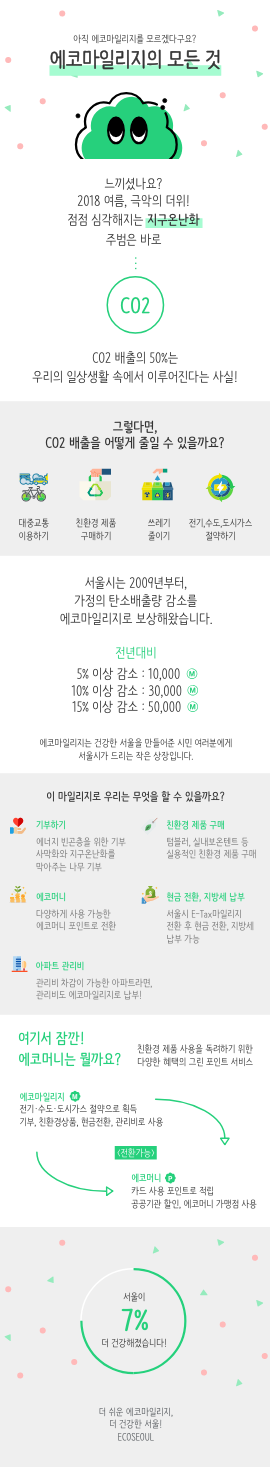 아직 에코마일리지를 모르겠다구요?
에코마일리지의 모든 것
느끼셨나요?
2018 여름, 극악의 더위!
점점 심각해지는 지구온난화
주범은 바로
CO2
CO2 배출의 50%는
우리의 일상생활 속에서 이루어진다는 사실!
그렇다면,
CO2 배출을 어떻게 줄일 수 있을까요?
대중교통
이용하기
친환경 제품
구매하기
쓰레기
줄이기
전기,수도,도시가스
절약하기
서울시는 2009년부터,
가정의 탄소배출량 감소를
에코마일리지로 보상해왔습니다.
전년대비
5% 이상 감소 : 10,000 M
10% 이상 감소 : 30,000 M
15% 이상 감소 : 50,000 M
에코마일리지는 건강한 서울을 만들어준 시민 여러분에게
서울시가 드리는 작은 상장입니다.
이 마일리지로 우리는 무엇을 할 수 있을까요?
기부하기
에너지 빈곤층을 위한 기부
사막화와 지구온난화를
막아주는 나무 기부
친환경 제품 구매
텀블러, 실내보온텐트 등
실용적인 친환경 제품 구매
에코머니
다양하게 사용 가능한
에코머니 포인트로 전환
현금 전환, 지방세 납부
서울시 E-Tax마일리지
전환 후 현금 전환, 지방세
납부 가능
아파트 관리비
관리비 차감이 가능한 아파트라면,
관리비도 에코마일리지로 납부!
여기서 잠깐!
에코머니는 뭘까요?
친환경 제품 사용을 독려하기 위한
다양한 혜택의 그린 포인트 서비스
에코마일리지 M
전기·수도·도시가스 절약으로 획득
기부, 친환경상품, 현금전환, 관리비로 사용
<전환가능>
에코머니 P
카드 사용 포인트로 적립
공공기관 할인, 에코머니 가맹점 사용
서울이
7%
더 건강해졌습니다!
더 쉬운 에코마일리지,
더 건강한 서울!
ECOSEOUL